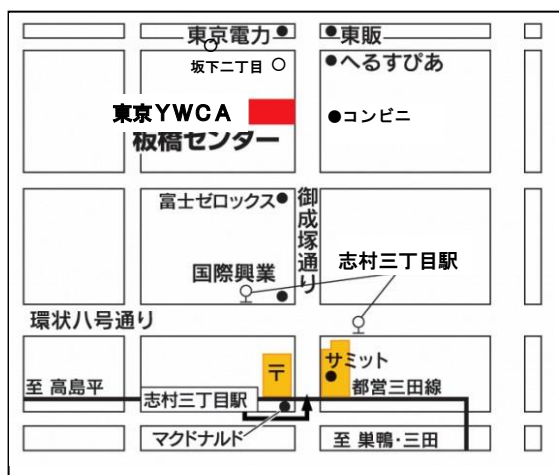 東京電力
東販
坂下二丁目
へるすぴあ
東京YWCA
コンビニ
板橋センター
富士ゼロックス
御成塚通り
国際興業
志村三丁目駅
環状八号通り
〒
サミット
至 高島平
志村三丁目駅
都営三田線
マクドナルド
至 巣鴨・三田